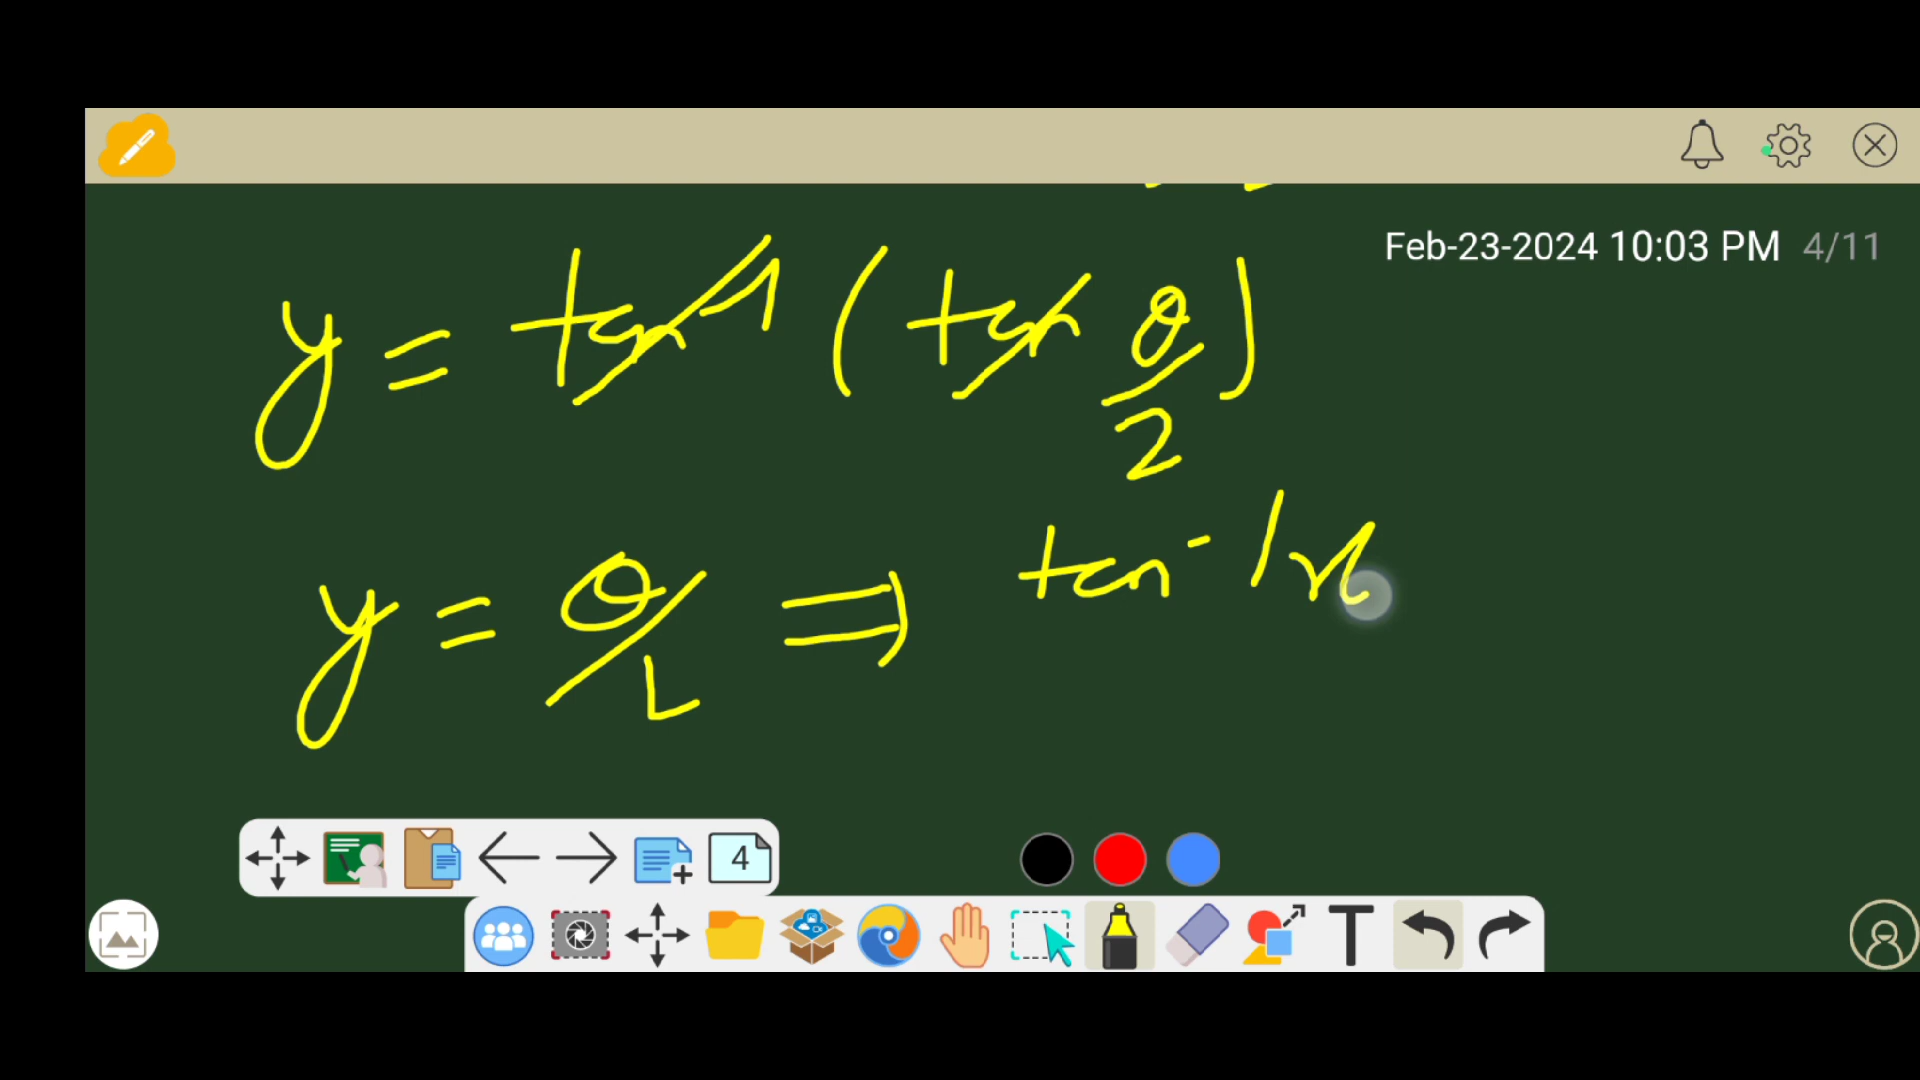 Feb-23-2024 10:03 PM 4/11
y = tan⁻¹ (tan θ/2)
y = θ/2 ⇒ tan⁻¹x
4
T